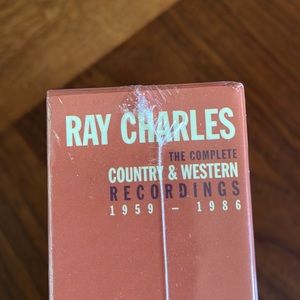 RAY CHARLES
THE COMPLETE
COUNTRY & WESTERN
RECORDINGS
1959 – 1986